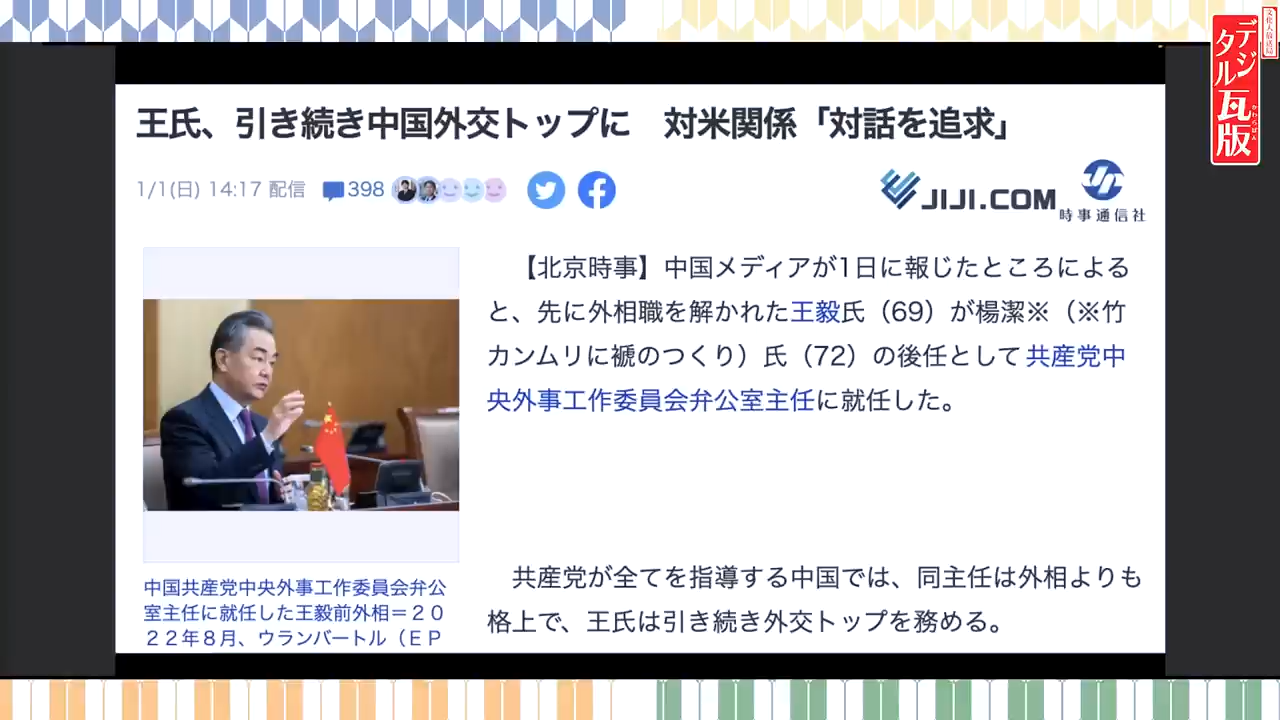 王氏、引き続き中国外交トップに　対米関係「対話を追求」
1/1(日) 14:17 配信
398
JIJI.COM
時事通信社
【北京時事】中国メディアが1日に報じたところによる
と、先に外相職を解かれた王毅氏（69）が楊潔※（※竹
カンムリに褫のつくり）氏（72）の後任として共産党中
央外事工作委員会弁公室主任に就任した。
共産党が全てを指導する中国では、同主任は外相よりも
格上で、王氏は引き続き外交トップを務める。
中国共産党中央外事工作委員会弁公
室主任に就任した王毅前外相＝２０
２２年８月、ウランバートル（ＥＰ
文化人放送局
デジタル瓦版
かわらばん